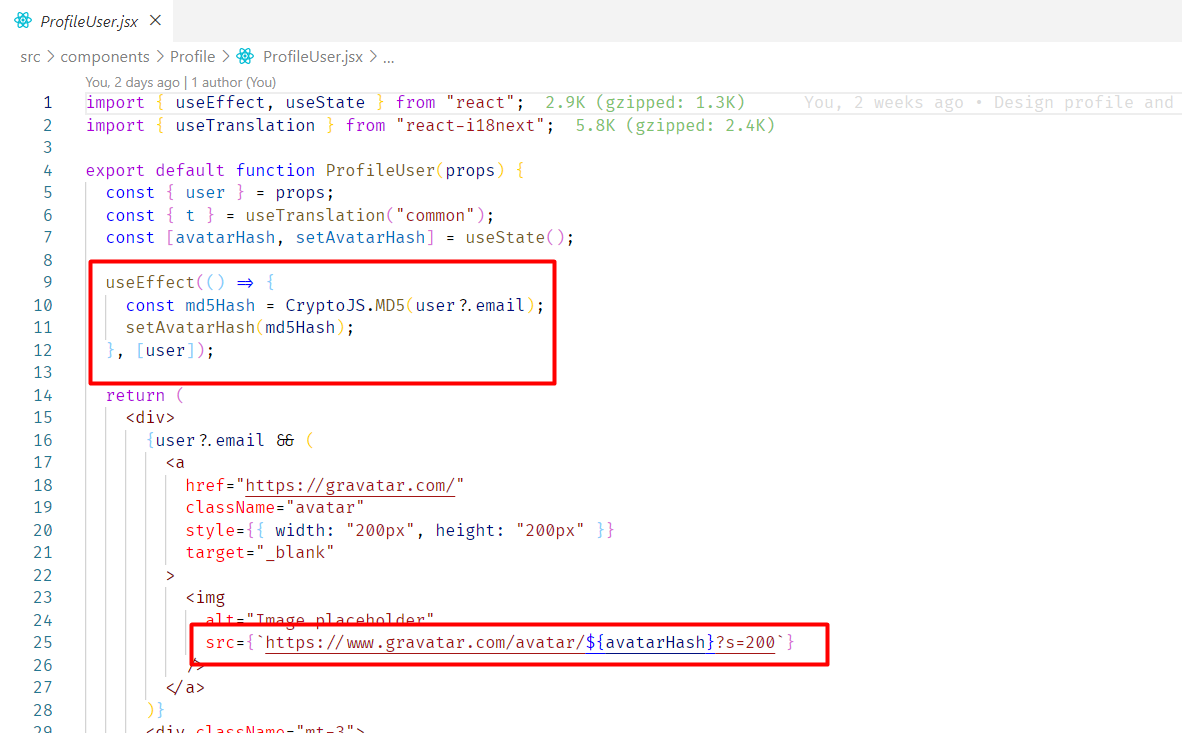 ProfileUser.jsx ×
src > components > Profile > ProfileUser.jsx > ...
You, 2 days ago | 1 author (You)
1 import { useEffect, useState } from "react"; 2.9K (gzipped: 1.3K) You, 2 weeks ago • Design profile and
2 import { useTranslation } from "react-i18next"; 5.8K (gzipped: 2.4K)
3
4 export default function ProfileUser(props) {
5 const { user } = props;
6 const { t } = useTranslation("common");
7 const [avatarHash, setAvatarHash] = useState();
8
9 useEffect(() => {
10 const md5Hash = CryptoJS.MD5(user?.email);
11 setAvatarHash(md5Hash);
12 }, [user]);
13
14 return (
15 <div>
16 {user?.email && (
17 <a
18 href="https://gravatar.com/"
19 className="avatar"
20 style={{ width: "200px", height: "200px" }}
21 target="_blank"
22 >
23 <img
24 alt="Image placeholder"
25 src={`https://www.gravatar.com/avatar/${avatarHash}?s=200`}
26 />
27 </a>
28 )}
29 <div className="mt-3">